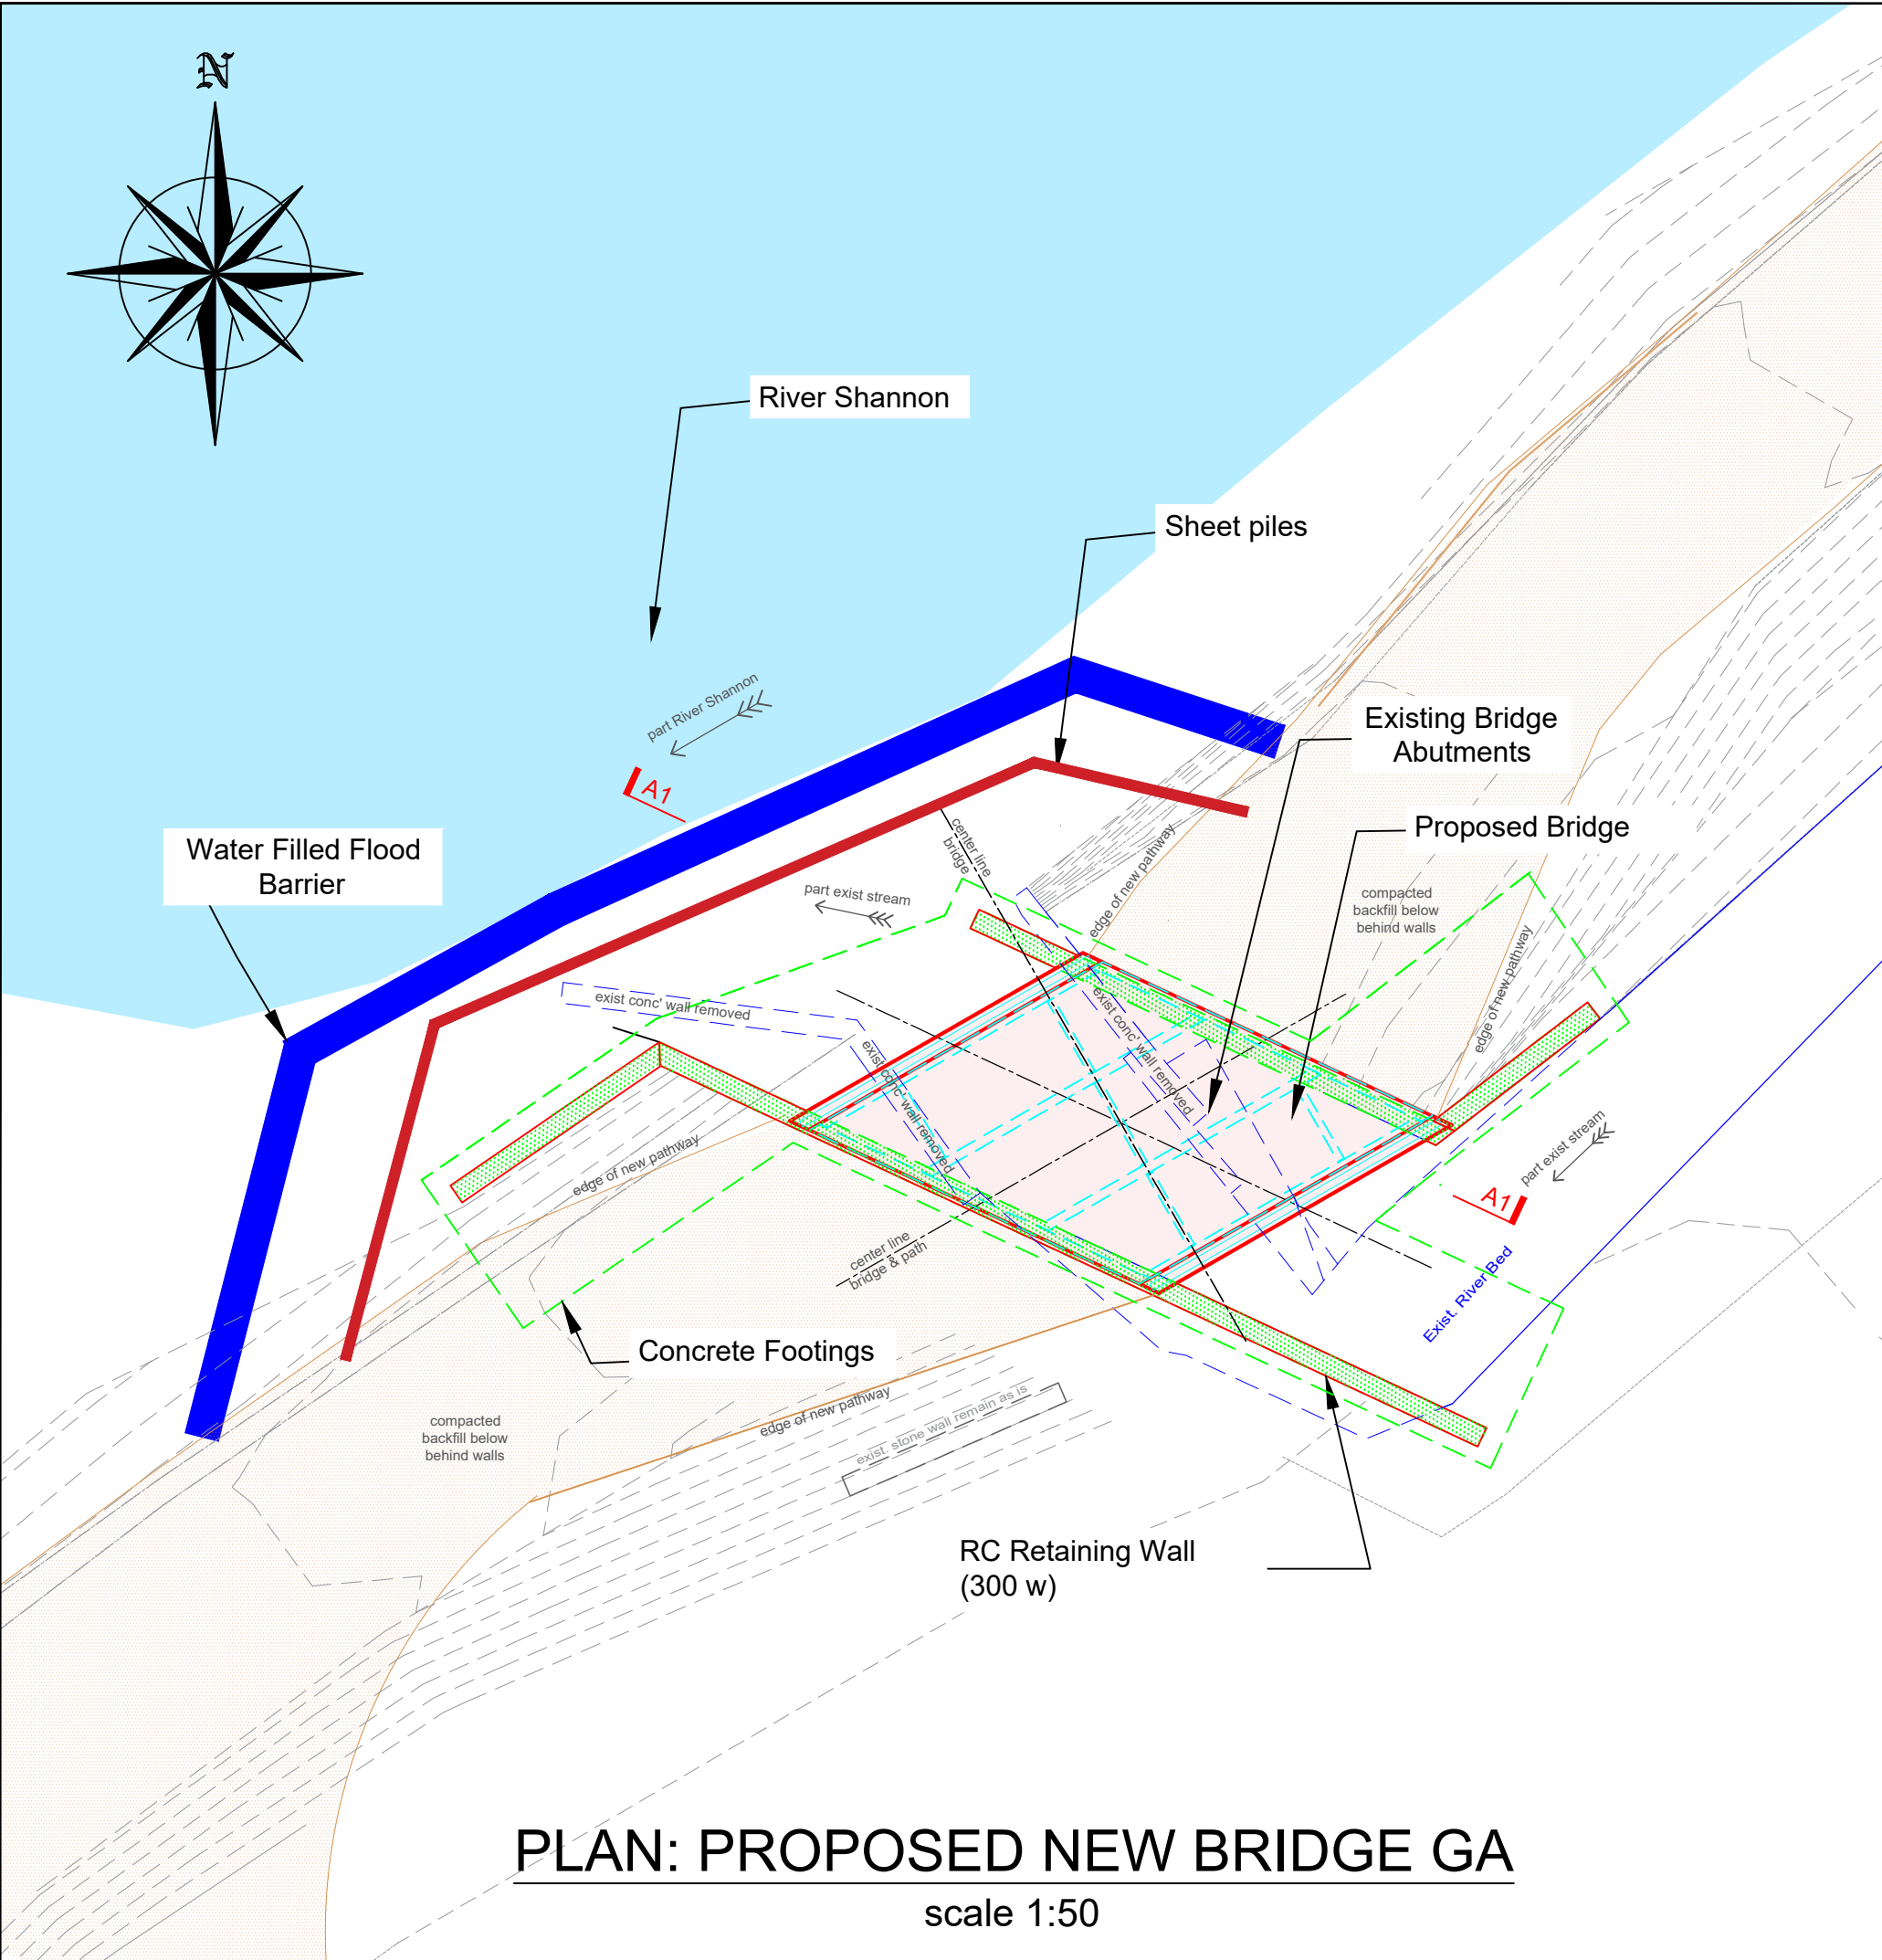 N
River Shannon
Sheet piles
part River Shannon
Existing Bridge
Abutments
A1
Proposed Bridge
Water Filled Flood
Barrier
center line
bridge
edge of new pathway
part exist stream
compacted
backfill below
behind walls
edge of new pathway
exist conc' wall removed
exist conc' wall removed
exist conc' wall removed
part exist stream
edge of new pathway
A1
center line
bridge & path
Exist. River Bed
Concrete Footings
edge of new pathway
exist. stone wall remain as is
compacted
backfill below
behind walls
RC Retaining Wall
(300 w)
PLAN: PROPOSED NEW BRIDGE GA
scale 1:50